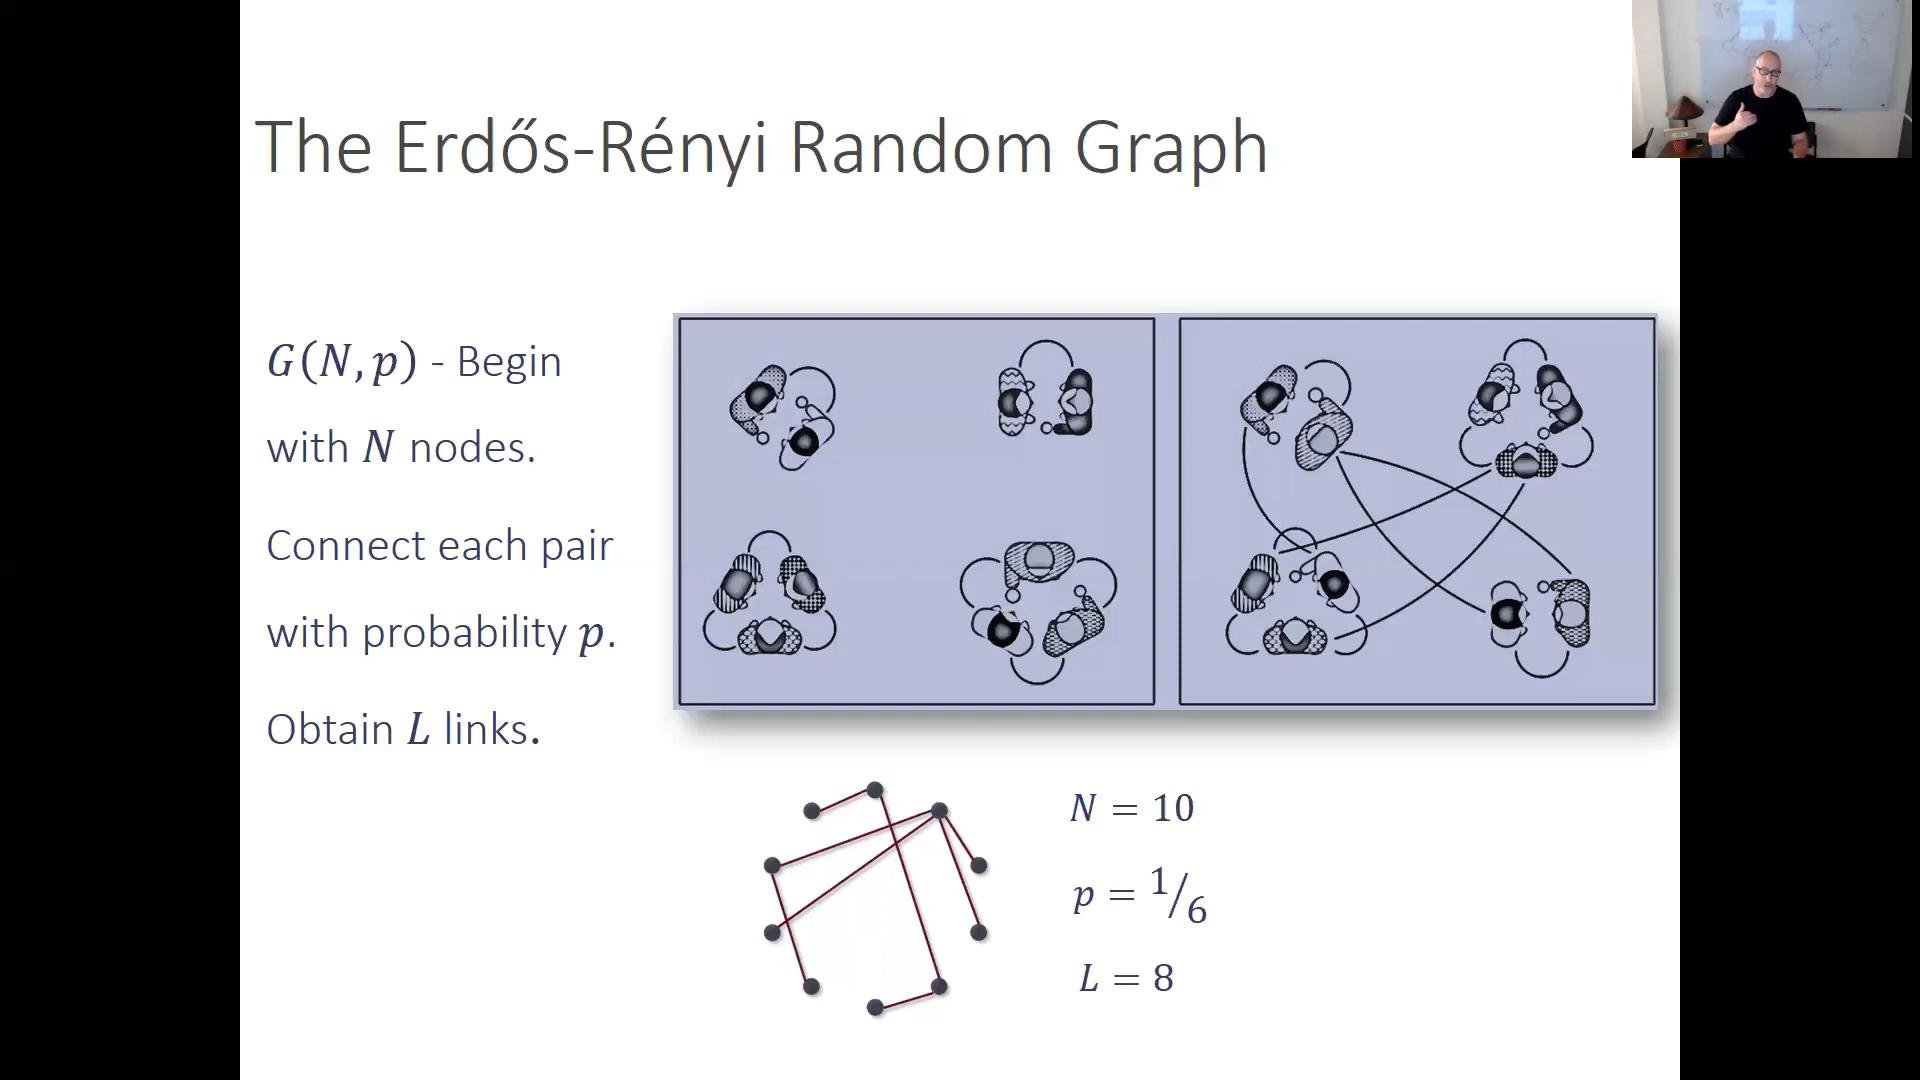 The Erdős-Rényi Random Graph
G(N,p) - Begin
with N nodes.
Connect each pair
with probability p.
Obtain L links.
N = 10
p = 1/6
L = 8